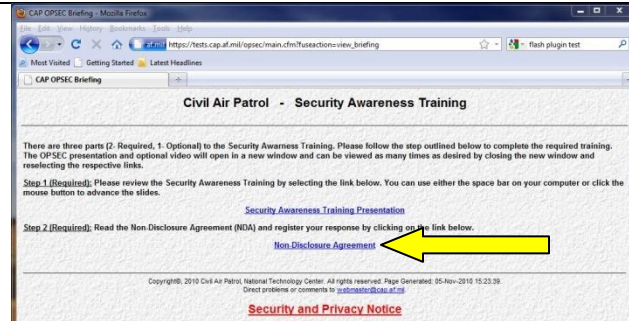 CAP OPSEC Briefing - Mozilla Firefox
File Edit View History Bookmarks Tools Help
af.mil https://tests.cap.af.mil/opsec/main.cfm?fuseaction=view_briefing
flash plugin test
Most Visited Getting Started Latest Headlines
CAP OPSEC Briefing
Civil Air Patrol - Security Awareness Training
There are three parts (2- Required, 1- Optional) to the Security Awarness Training. Please follow the step outlined below to complete the required training.
The OPSEC presentation and optional video will open in a new window and can be viewed as many times as desired by closing the new window and
reselecting the respective links.
Step 1 (Required): Please review the Security Awareness Training by selecting the link below. You can use either the space bar on your computer or click the
mouse button to advance the slides.
Security Awareness Training Presentation
Step 2 (Required): Read the Non-Disclosure Agreement (NDA) and register your response by clicking on the link below.
Non-Disclosure Agreement
Copyright©, 2010 Civil Air Patrol, National Technology Center. All rights reserved. Page Generated: 05-Nov-2010 15:23:39.
Direct problems or comments to webmaster@cap.af.mil.
Security and Privacy Notice